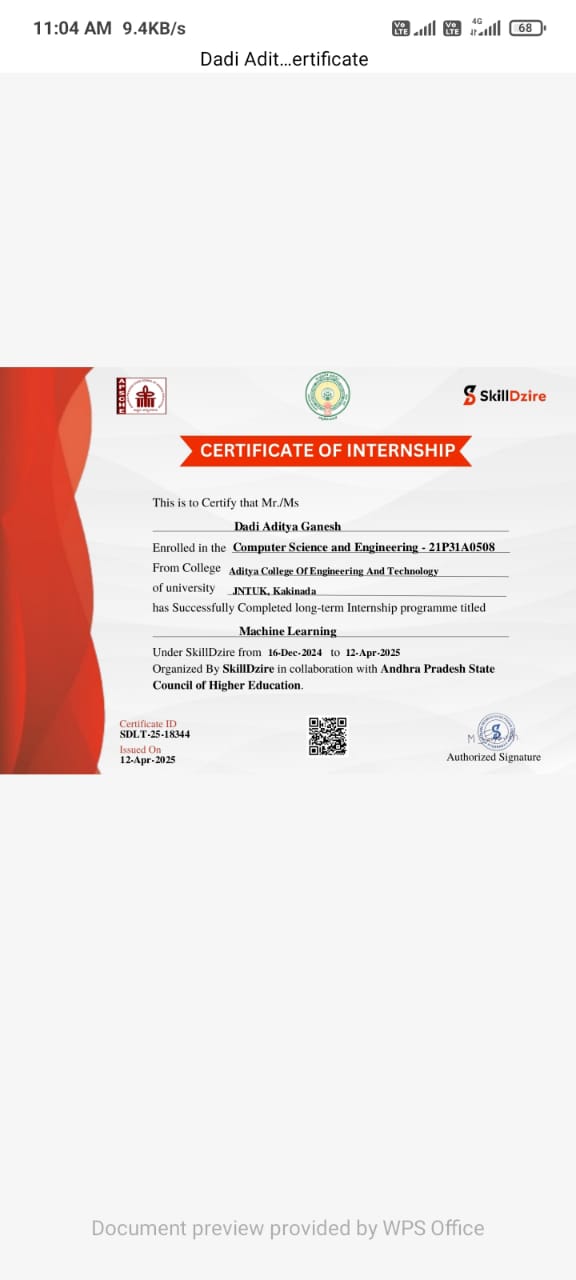 11:04 AM 9.4KB/s
Vo LTE Vo LTE 4G 68
Dadi Adit...ertificate
APSCHE
SkillDzire
CERTIFICATE OF INTERNSHIP
This is to Certify that Mr./Ms
Dadi Aditya Ganesh
Enrolled in the Computer Science and Engineering - 21P31A0508
From College Aditya College Of Engineering And Technology
of university JNTUK, Kakinada
has Successfully Completed long-term Internship programme titled
Machine Learning
Under SkillDzire from 16-Dec-2024 to 12-Apr-2025
Organized By SkillDzire in collaboration with Andhra Pradesh State
Council of Higher Education.
Certificate ID
SDLT-25-18344
Issued On
12-Apr-2025
Authorized Signature
Document preview provided by WPS Office